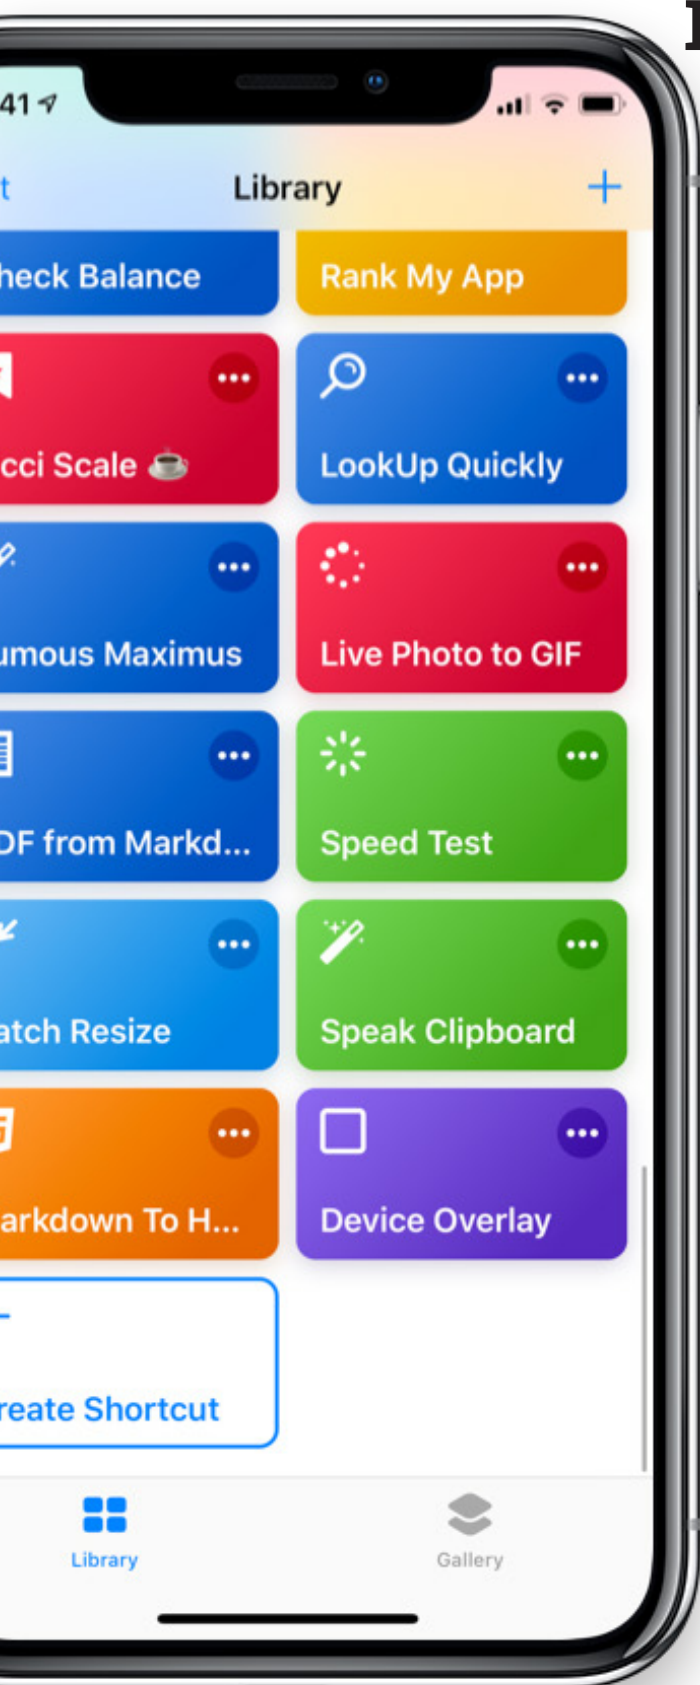 41
t
Library
+
heck Balance
Rank My App
cci Scale ☕
LookUp Quickly
umous Maximus
Live Photo to GIF
DF from Markd...
Speed Test
atch Resize
Speak Clipboard
arkdown To H...
Device Overlay
reate Shortcut
Library
Gallery